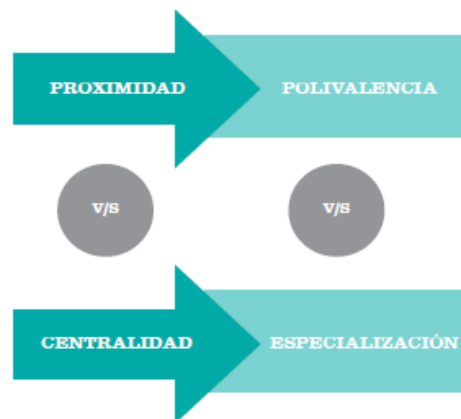 PROXIMIDAD POLIVALENCIA
V/S V/S
CENTRALIDAD ESPECIALIZACIÓN